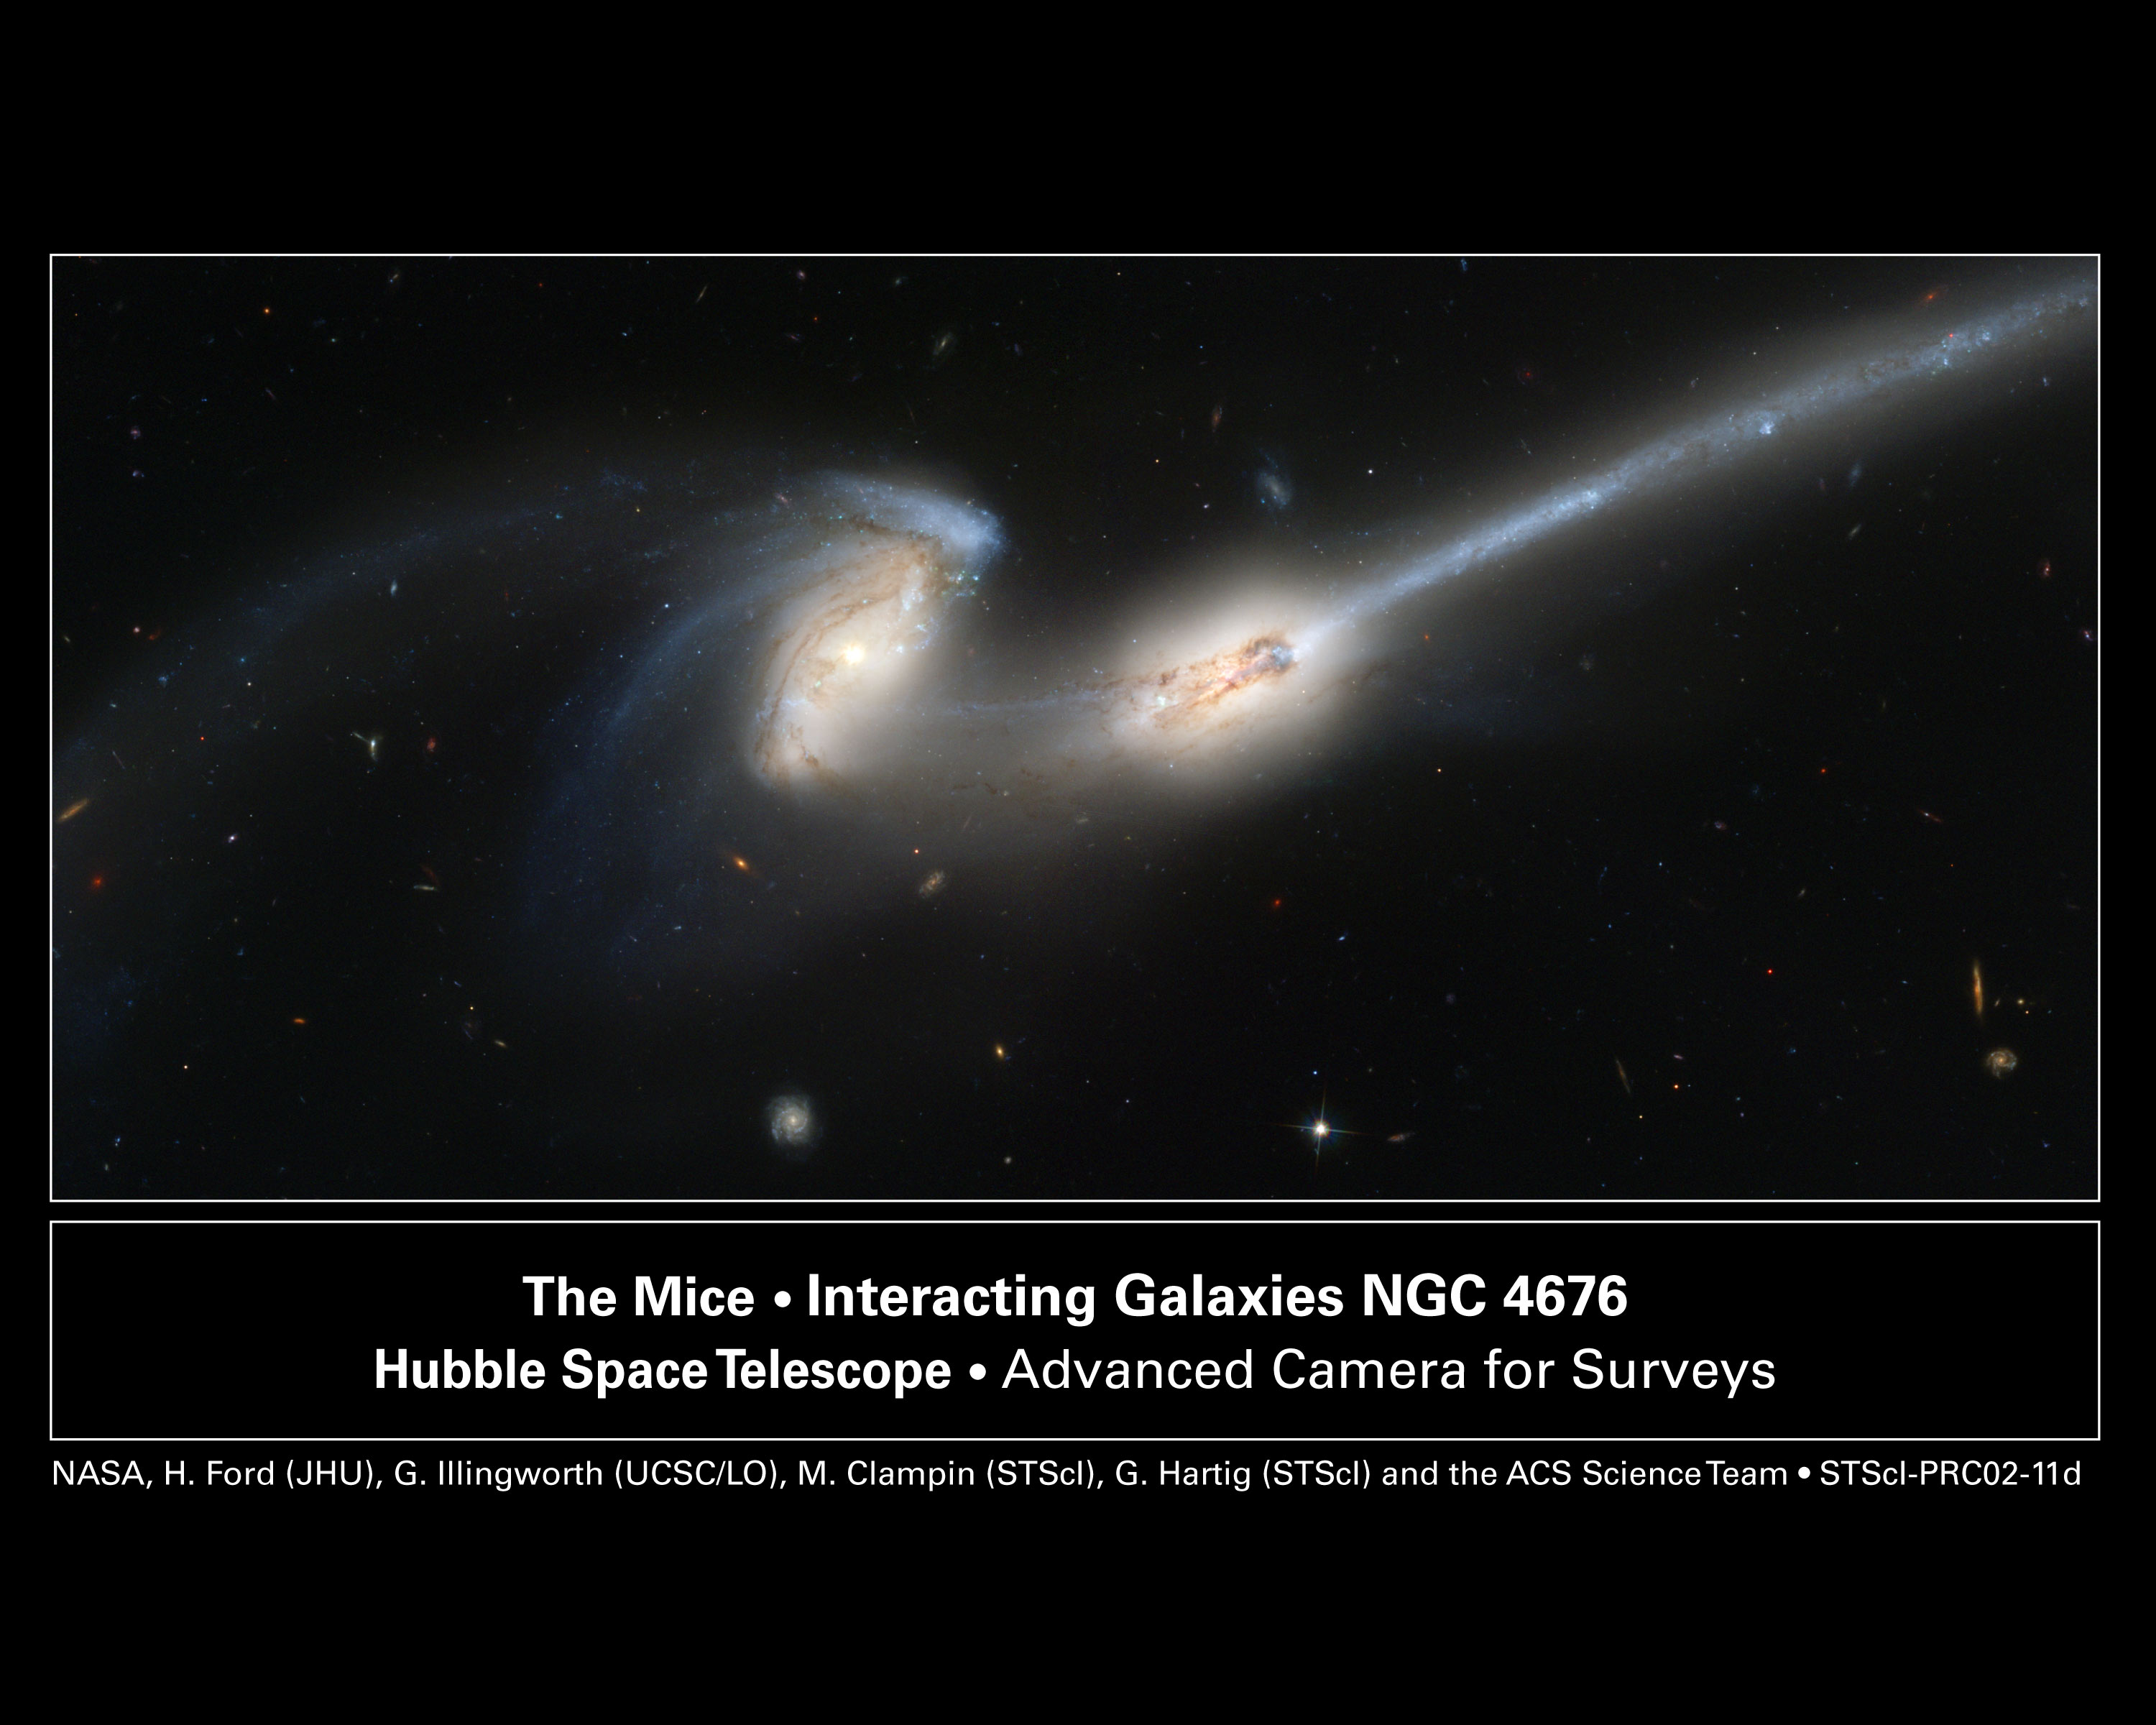 The Mice • Interacting Galaxies NGC 4676
Hubble Space Telescope • Advanced Camera for Surveys
NASA, H. Ford (JHU), G. Illingworth (UCSC/LO), M. Clampin (STScI), G. Hartig (STScI) and the ACS Science Team • STScI-PRC02-11d